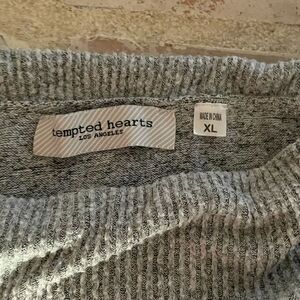 tempted hearts
LOS ANGELES
MADE IN CHINA
XL